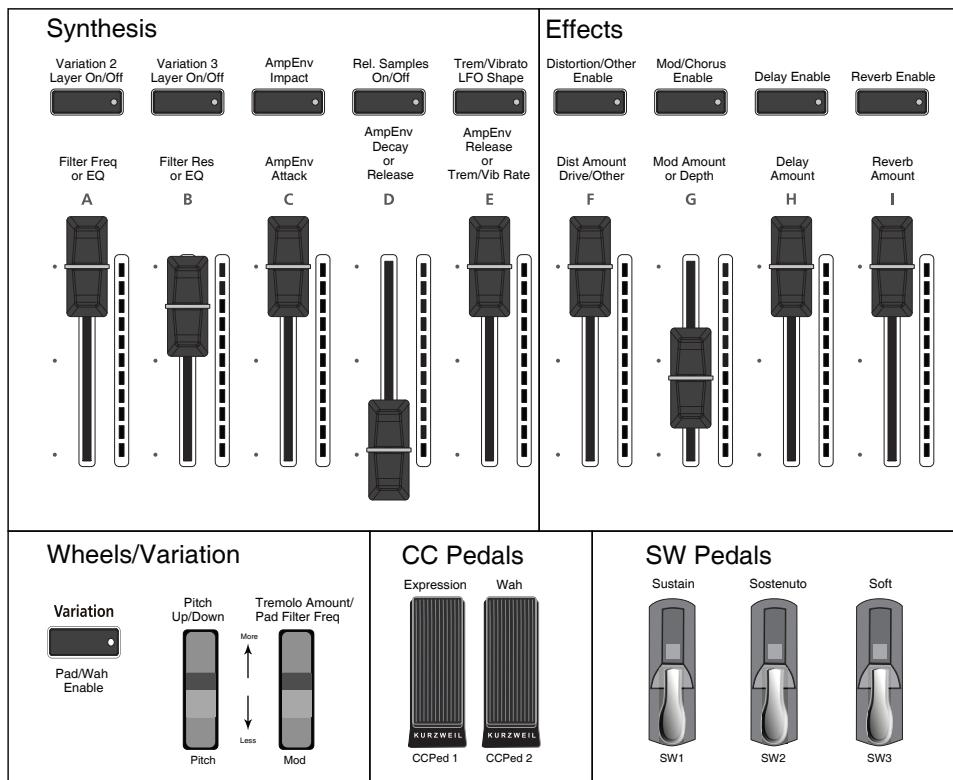 Synthesis
Effects
Variation 2
Layer On/Off
Variation 3
Layer On/Off
AmpEnv
Impact
Rel. Samples
On/Off
Trem/Vibrato
LFO Shape
Distortion/Other
Enable
Mod/Chorus
Enable
Delay Enable
Reverb Enable
Filter Freq
or EQ
Filter Res
or EQ
AmpEnv
Attack
AmpEnv
Decay
or
Release
AmpEnv
Release
or
Trem/Vib Rate
Dist Amount
Drive/Other
Mod Amount
or Depth
Delay
Amount
Reverb
Amount
A
B
C
D
E
F
G
H
I
Wheels/Variation
Variation
Pad/Wah
Enable
Pitch
Up/Down
Tremolo Amount/
Pad Filter Freq
More
Less
Pitch
Mod
CC Pedals
Expression
Wah
KURZWEIL
KURZWEIL
CCPed 1
CCPed 2
SW Pedals
Sustain
Sostenuto
Soft
SW1
SW2
SW3